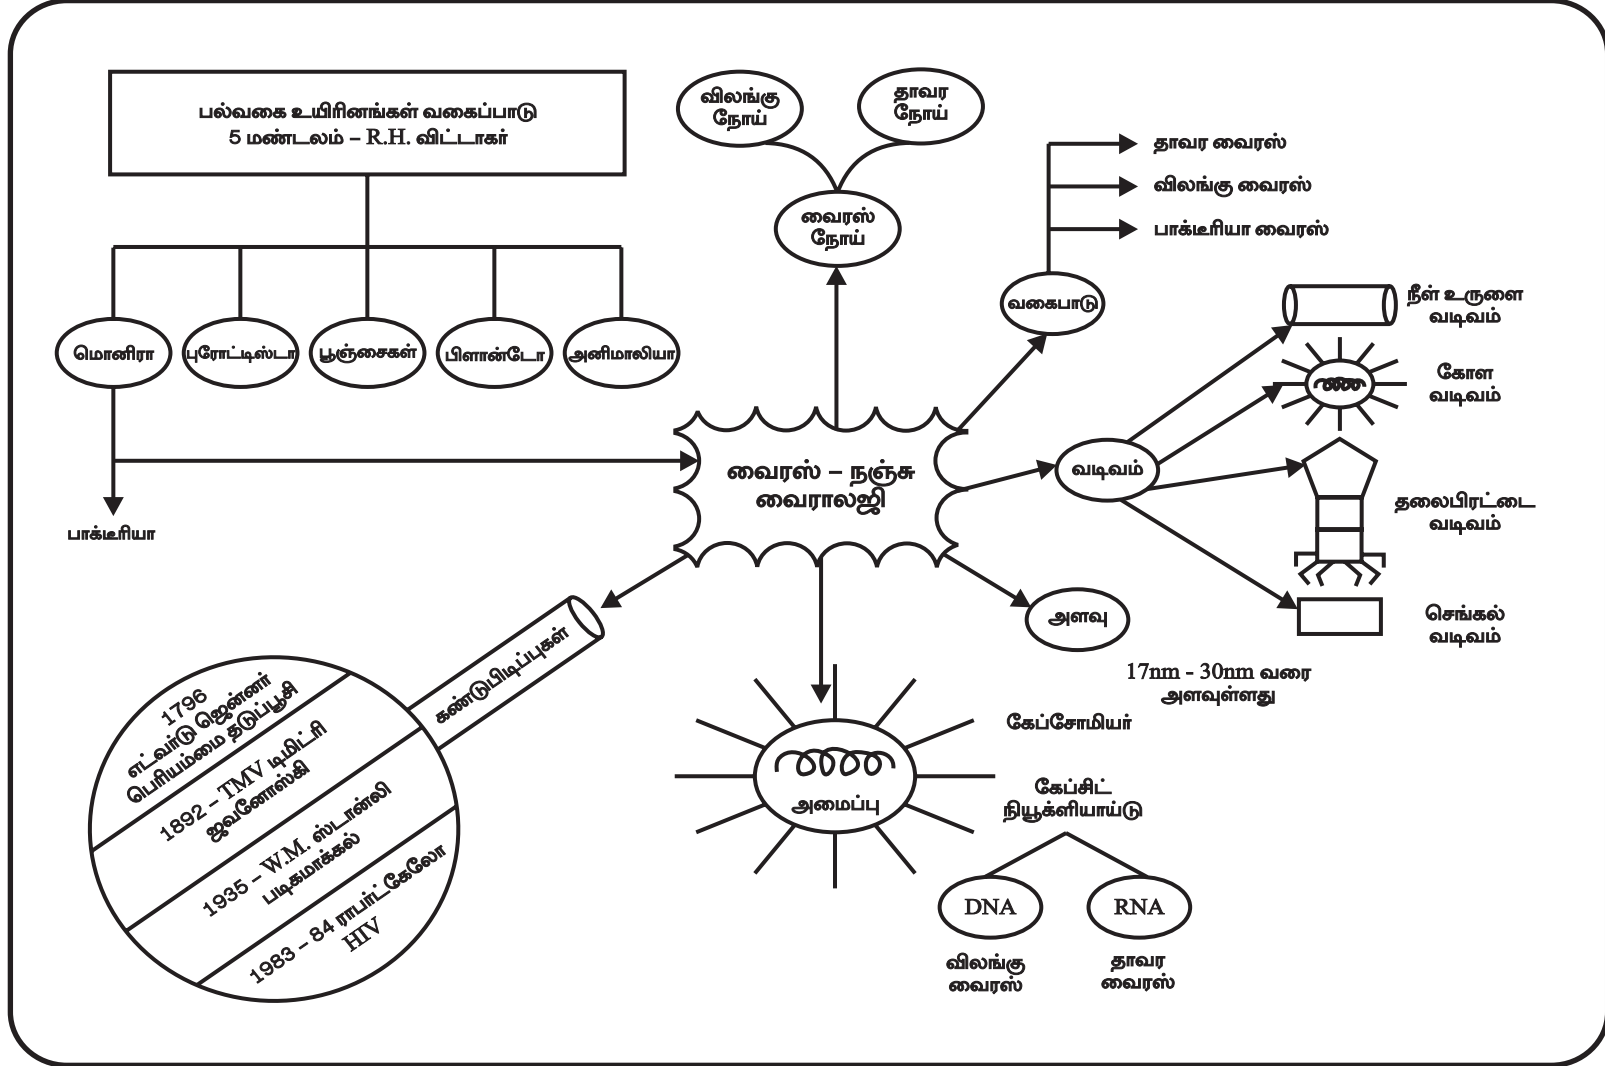 பல்வகை உயிரினங்கள் வகைப்பாடு
5 மண்டலம் – R.H. விட்டாகர்
மொனிரா
புரோட்டிஸ்டா
பூஞ்சைகள்
பிளான்டோ
அனிமாலியா
பாக்டீரியா
விலங்கு
நோய்
தாவர
நோய்
வைரஸ்
நோய்
வகைபாடு
தாவர வைரஸ்
விலங்கு வைரஸ்
பாக்டீரியா வைரஸ்
வைரஸ் – நஞ்சு
வைராலஜி
வடிவம்
நீள் உருளை
வடிவம்
கோள
வடிவம்
தலைபிரட்டை
வடிவம்
செங்கல்
வடிவம்
அளவு
17nm - 30nm வரை
அளவுள்ளது
கண்டுபிடிப்புகள்
1796
எட்வர்டு ஜென்னர்
பெரியம்மை தடுப்பூசி
1892 – TMV டிமிட்ரி
ஐவனோஸ்கி
1935 – W.M. ஸ்டான்லி
படிகமாக்கல்
1983 – 84 ராபர்ட் கேலோ
HIV
அமைப்பு
கேப்சோமியர்
கேப்சிட்
நியூக்ளியாய்டு
DNA
RNA
விலங்கு
வைரஸ்
தாவர
வைரஸ்